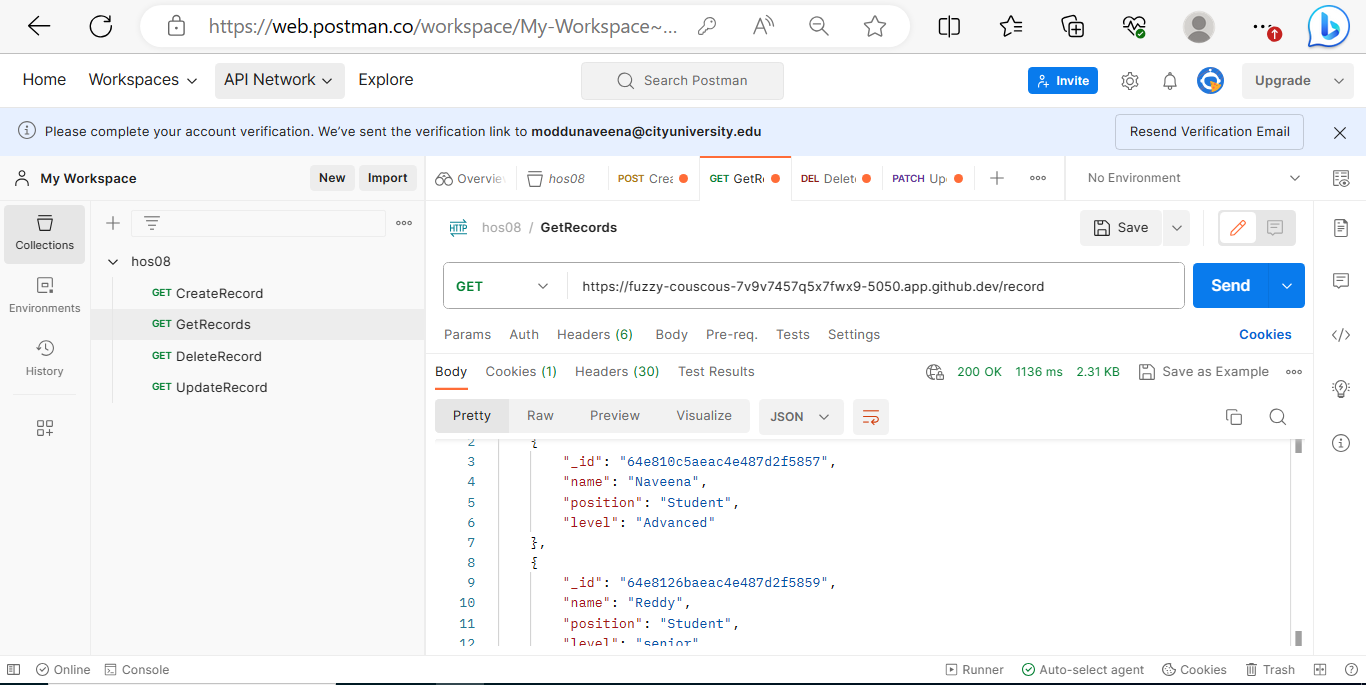 https://web.postman.co/workspace/My-Workspace~...
Home Workspaces API Network Explore Search Postman Invite Upgrade
Please complete your account verification. We've sent the verification link to moddunaveena@cityuniversity.edu Resend Verification Email
My Workspace New Import
Overvie hos08 POST Crea GET GetR DEL Delet PATCH Up No Environment
Collections
Environments
History
hos08
GET CreateRecord
GET GetRecords
GET DeleteRecord
GET UpdateRecord
HTTP hos08 / GetRecords Save
GET https://fuzzy-couscous-7v9v7457q5x7fwx9-5050.app.github.dev/record Send
Params Auth Headers (6) Body Pre-req. Tests Settings Cookies
Body Cookies (1) Headers (30) Test Results 200 OK 1136 ms 2.31 KB Save as Example
Pretty Raw Preview Visualize JSON
2 {
3 "_id": "64e810c5aeac4e487d2f5857",
4 "name": "Naveena",
5 "position": "Student",
6 "level": "Advanced"
7 },
8 {
9 "_id": "64e8126baeac4e487d2f5859",
10 "name": "Reddy",
11 "position": "Student",
12 "level": "senior"
Online Console Runner Auto-select agent Cookies Trash